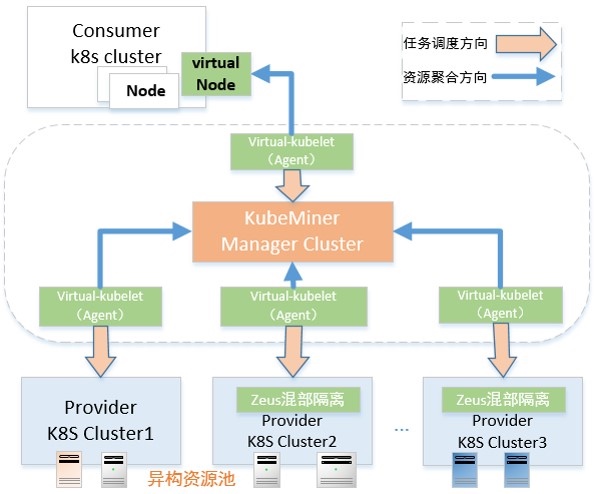 Consumer
k8s cluster
virtual
Node
Node
任务调度方向
资源聚合方向
Virtual-kubelet
（Agent）
KubeMiner
Manager Cluster
Virtual-kubelet
（Agent）
Virtual-kubelet
（Agent）
Virtual-kubelet
（Agent）
Provider
K8S Cluster1
Zeus混部隔离
Provider
K8S Cluster2
...
Zeus混部隔离
Provider
K8S Cluster3
异构资源池